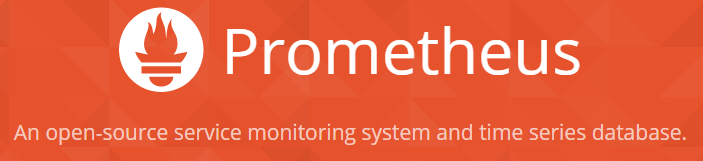 Prometheus
An open-source service monitoring system and time series database.